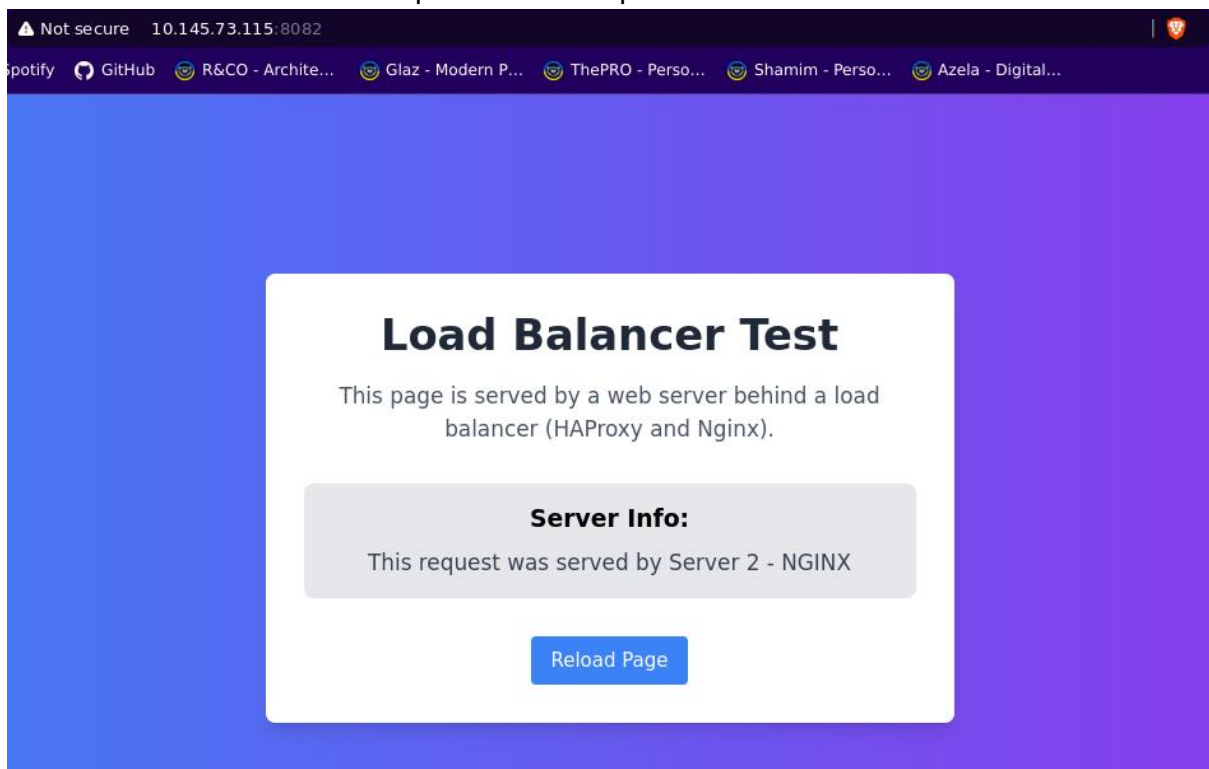 Not secure 10.145.73.115:8082
Spotify GitHub R&CO - Archite... Glaz - Modern P... ThePRO - Perso... Shamim - Perso... Azela - Digital...
Load Balancer Test
This page is served by a web server behind a load
balancer (HAProxy and Nginx).
Server Info:
This request was served by Server 2 - NGINX
Reload Page